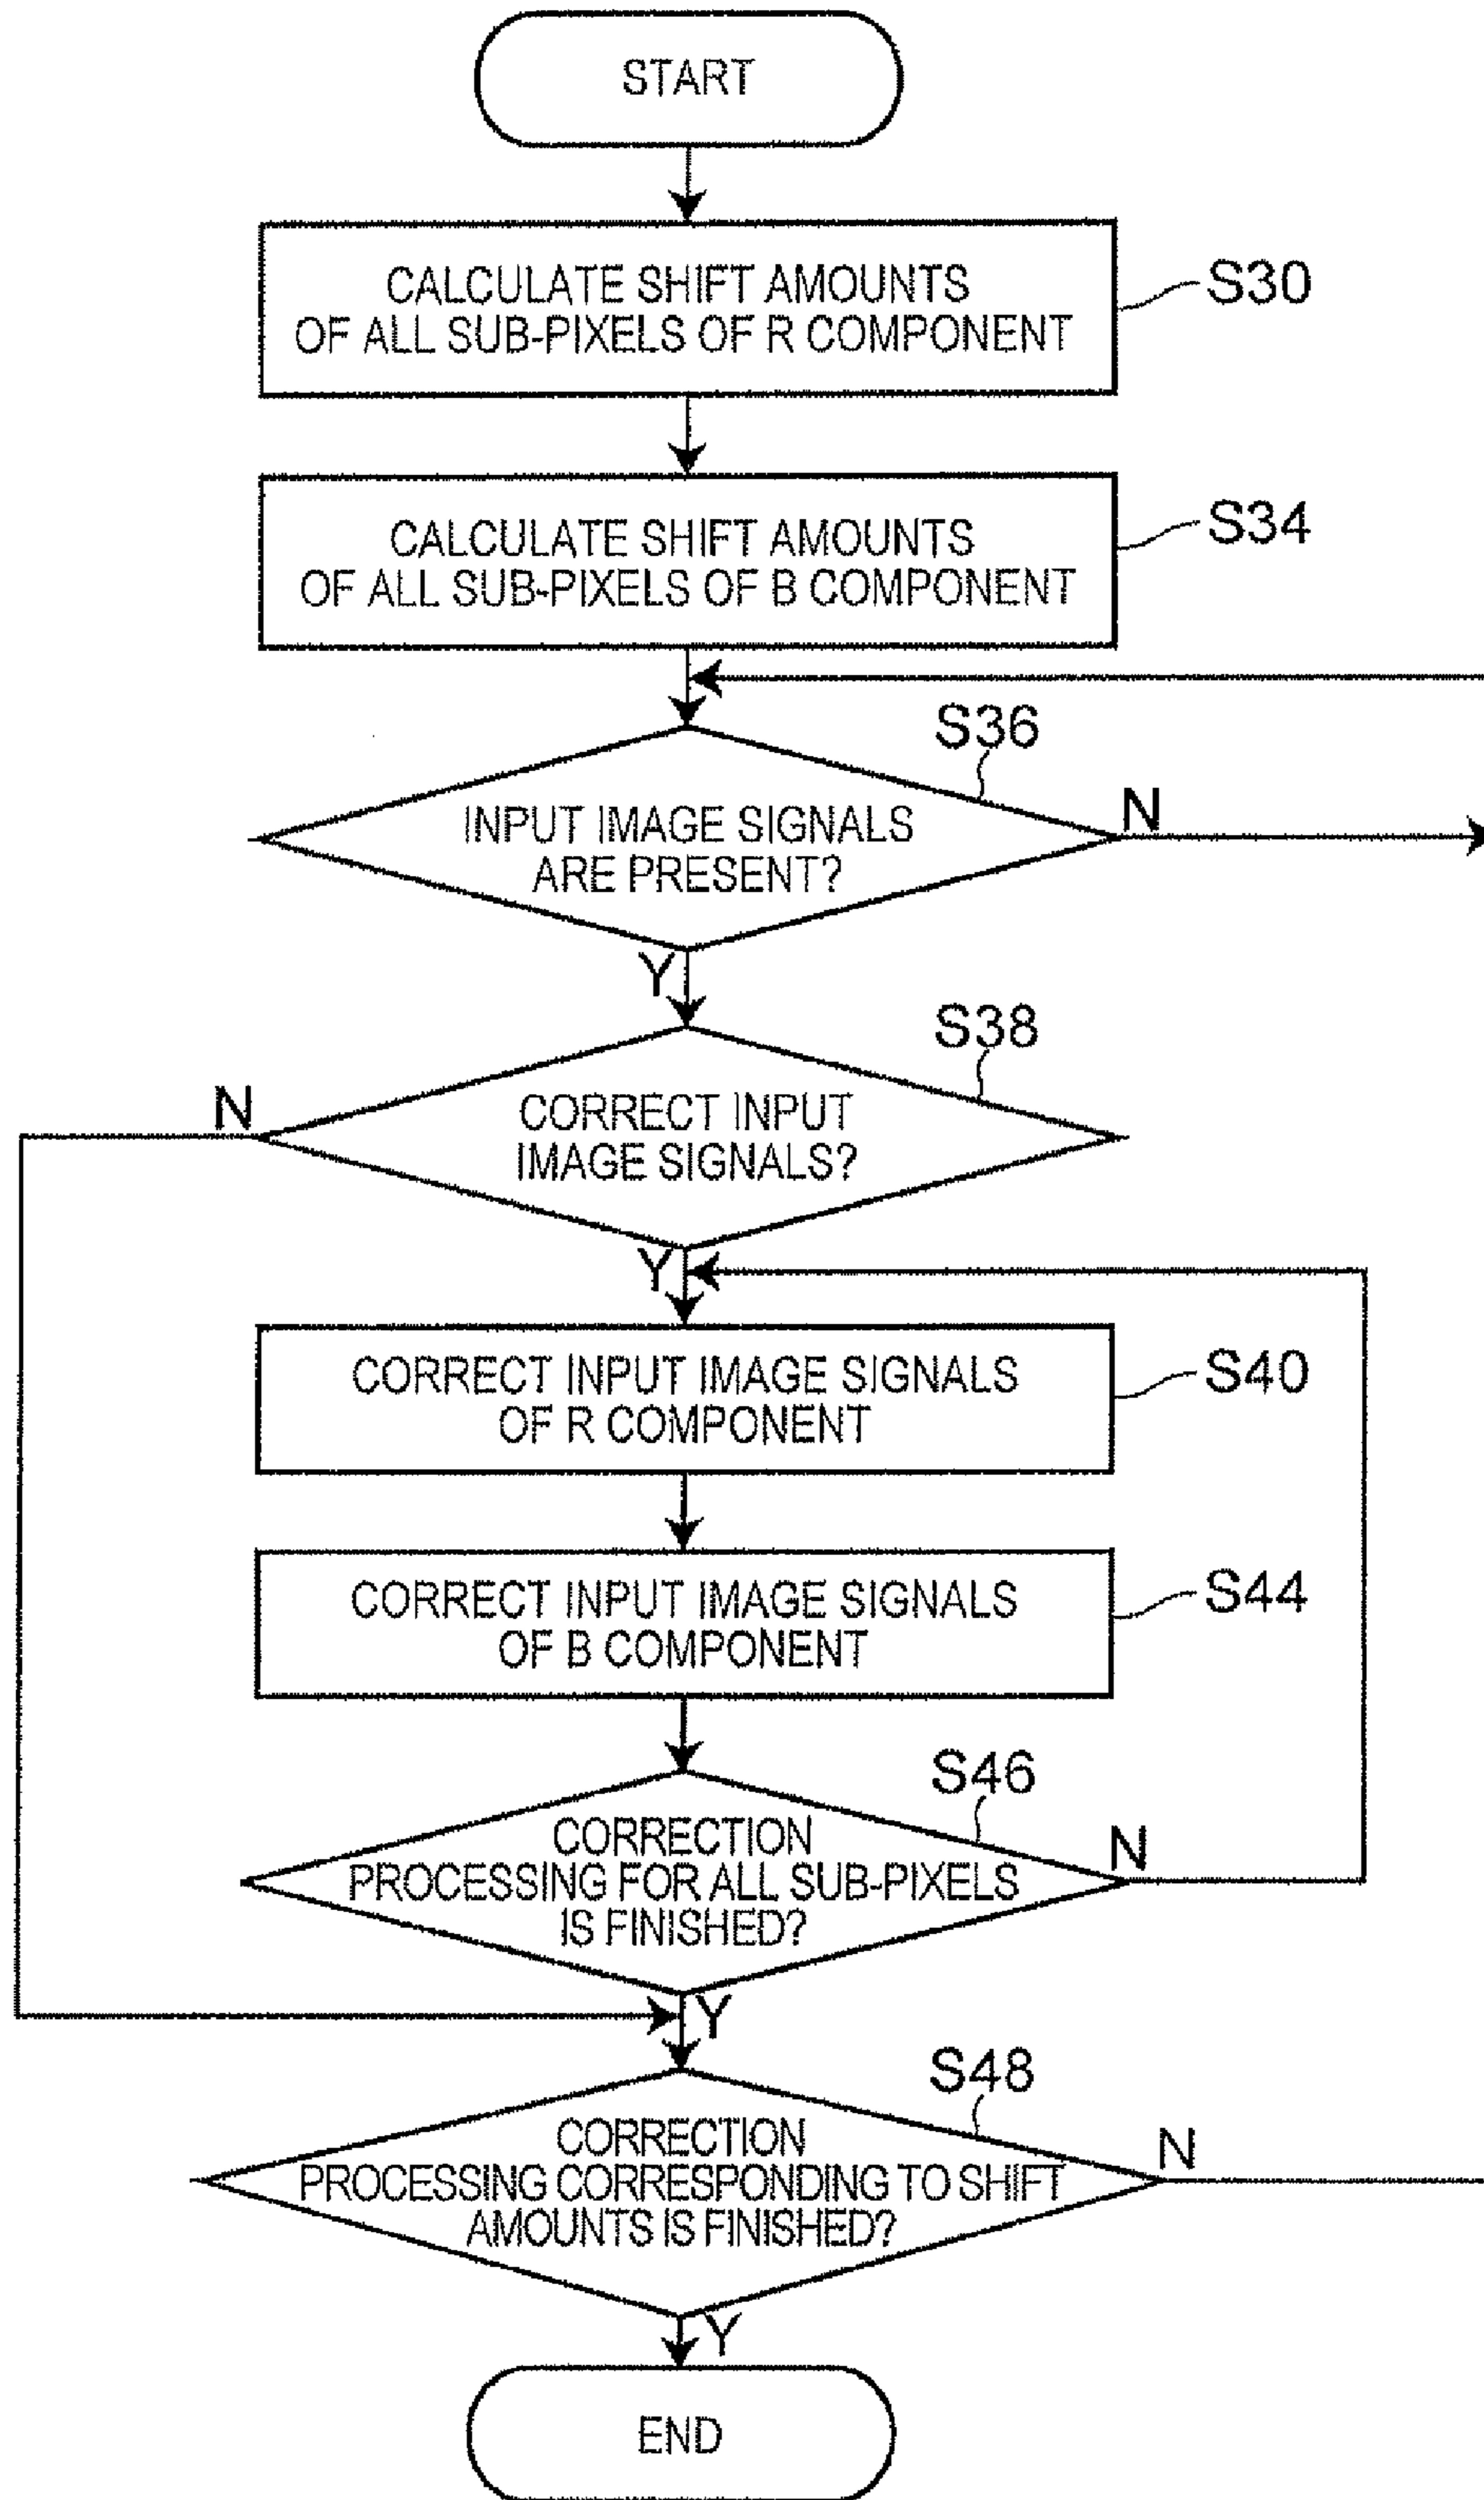 START
CALCULATE SHIFT AMOUNTS
OF ALL SUB-PIXELS OF R COMPONENT
S30
CALCULATE SHIFT AMOUNTS
OF ALL SUB-PIXELS OF B COMPONENT
S34
S36
INPUT IMAGE SIGNALS
ARE PRESENT?
N
Y
S38
N
CORRECT INPUT
IMAGE SIGNALS?
Y
CORRECT INPUT IMAGE SIGNALS
OF R COMPONENT
S40
CORRECT INPUT IMAGE SIGNALS
OF B COMPONENT
S44
S46
CORRECTION
PROCESSING FOR ALL SUB-PIXELS
IS FINISHED?
N
Y
S48
CORRECTION
PROCESSING CORRESPONDING TO SHIFT
AMOUNTS IS FINISHED?
N
Y
END